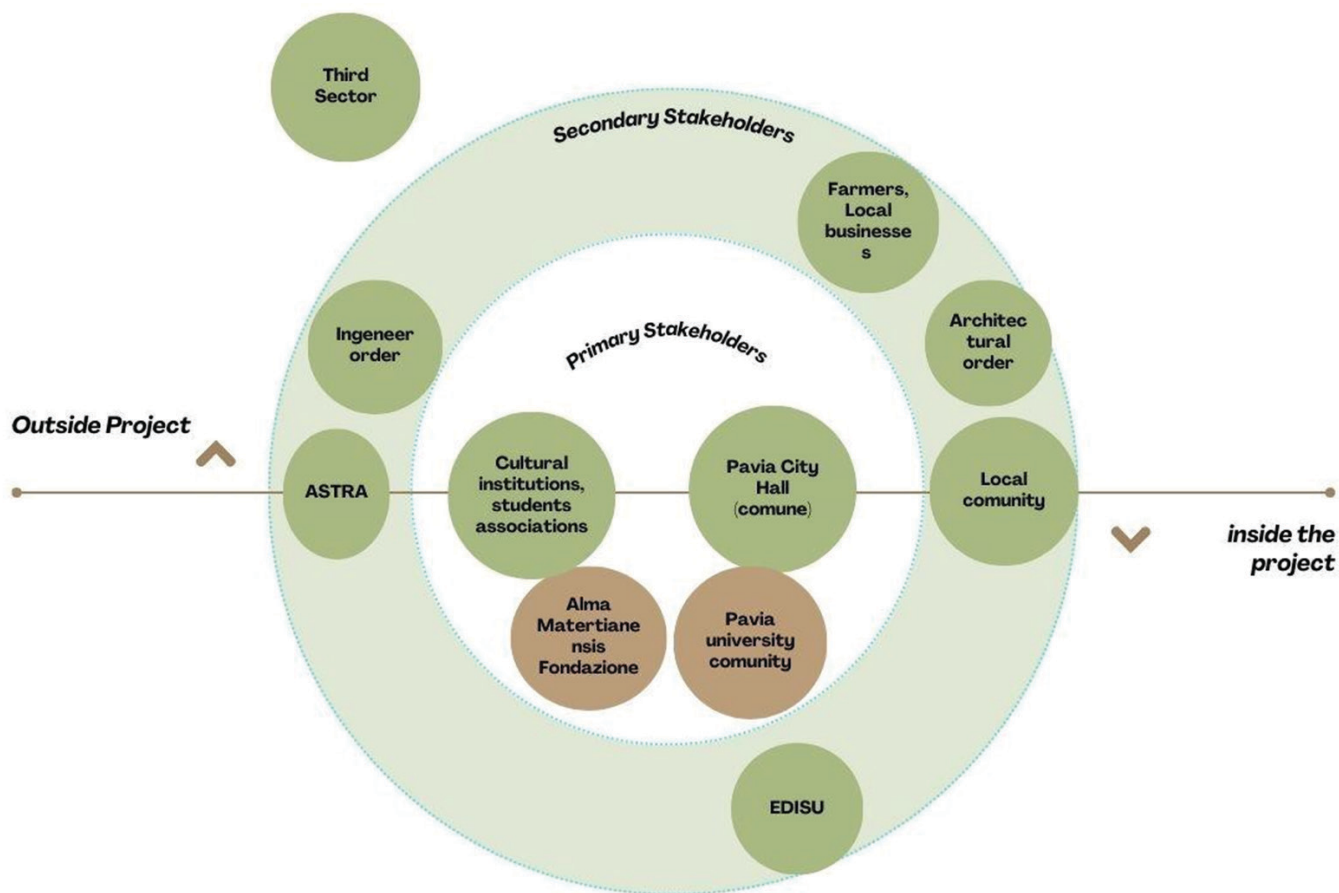 Third
Sector
Secondary Stakeholders
Farmers,
Local
businesse
s
Ingeneer
order
Primary Stakeholders
Architec
tural
order
Outside Project
ASTRA
Cultural
institutions,
students
associations
Pavia City
Hall
(comune)
Local
comunity
inside the
project
Alma
Matertiane
nsis
Fondazione
Pavia
university
comunity
EDISU